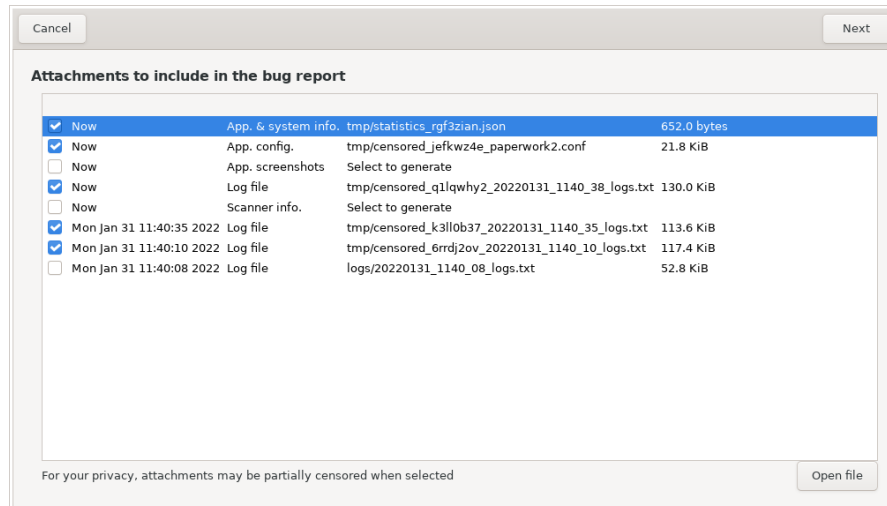 Cancel
Next
Attachments to include in the bug report
Now App. & system info. tmp/statistics_rgf3zian.json 652.0 bytes
Now App. config. tmp/censored_jefkwz4e_paperwork2.conf 21.8 KiB
Now App. screenshots Select to generate
Now Log file tmp/censored_q1lqwhy2_20220131_1140_38_logs.txt 130.0 KiB
Now Scanner info. Select to generate
Mon Jan 31 11:40:35 2022 Log file tmp/censored_k3ll0b37_20220131_1140_35_logs.txt 113.6 KiB
Mon Jan 31 11:40:10 2022 Log file tmp/censored_6rrdj2ov_20220131_1140_10_logs.txt 117.4 KiB
Mon Jan 31 11:40:08 2022 Log file logs/20220131_1140_08_logs.txt 52.8 KiB
For your privacy, attachments may be partially censored when selected
Open file